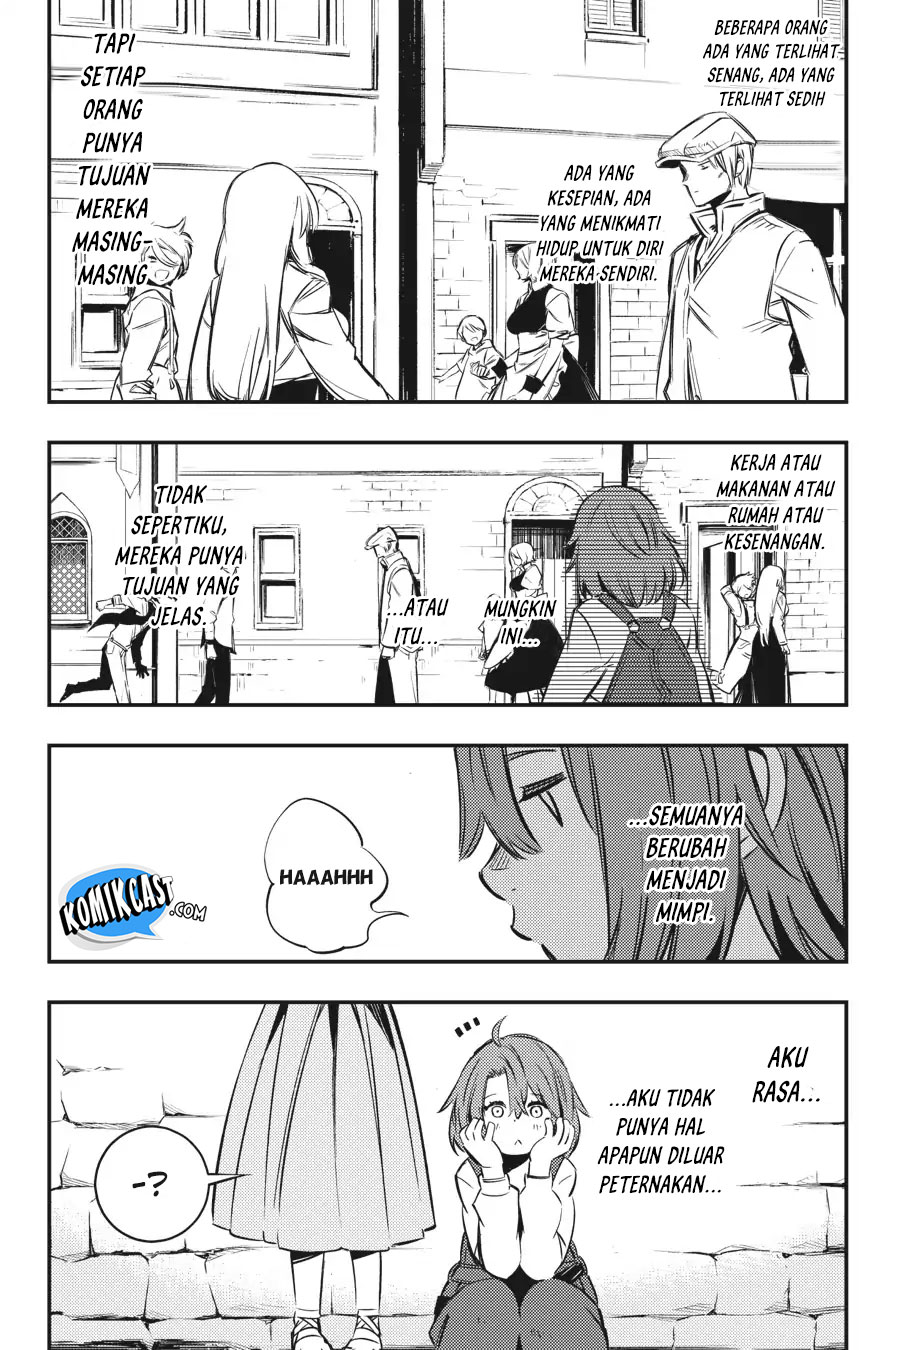 BEBERAPA ORANG
ADA YANG TERLIHAT
SENANG, ADA YANG
TERLIHAT SEDIH
ADA YANG
KESEPIAN, ADA
YANG MENIKMATI
HIDUP UNTUK DIRI
MEREKA SENDIRI.
TAPI
SETIAP
ORANG
PUNYA
TUJUAN
MEREKA
MASING-
MASING
KERJA ATAU
MAKANAN ATAU
RUMAH ATAU
KESENANGAN.
MUNGKIN
INI...
...ATAU
ITU...
TIDAK
SEPERTIKU,
MEREKA PUNYA
TUJUAN YANG
JELAS.
...SEMUANYA
BERUBAH
MENJADI
MIMPI.
HAAAHHH
KOMIKCAST
.COM
AKU
RASA...
...AKU TIDAK
PUNYA HAL
APAPUN DILUAR
PETERNAKAN...
-?